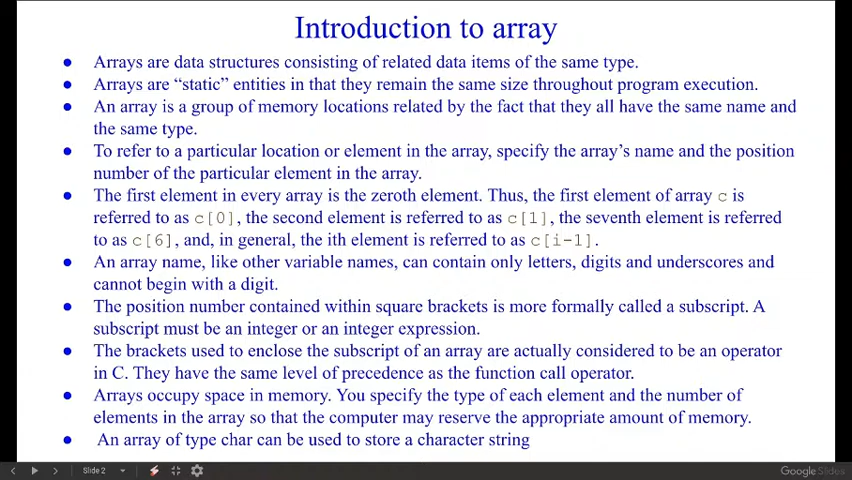 Introduction to array
● Arrays are data structures consisting of related data items of the same type.
● Arrays are “static” entities in that they remain the same size throughout program execution.
● An array is a group of memory locations related by the fact that they all have the same name and
the same type.
● To refer to a particular location or element in the array, specify the array’s name and the position
number of the particular element in the array.
● The first element in every array is the zeroth element. Thus, the first element of array c is
referred to as c[0], the second element is referred to as c[1], the seventh element is referred
to as c[6], and, in general, the ith element is referred to as c[i-1].
● An array name, like other variable names, can contain only letters, digits and underscores and
cannot begin with a digit.
● The position number contained within square brackets is more formally called a subscript. A
subscript must be an integer or an integer expression.
● The brackets used to enclose the subscript of an array are actually considered to be an operator
in C. They have the same level of precedence as the function call operator.
● Arrays occupy space in memory. You specify the type of each element and the number of
elements in the array so that the computer may reserve the appropriate amount of memory.
● An array of type char can be used to store a character string
Slide 2
Google Slides